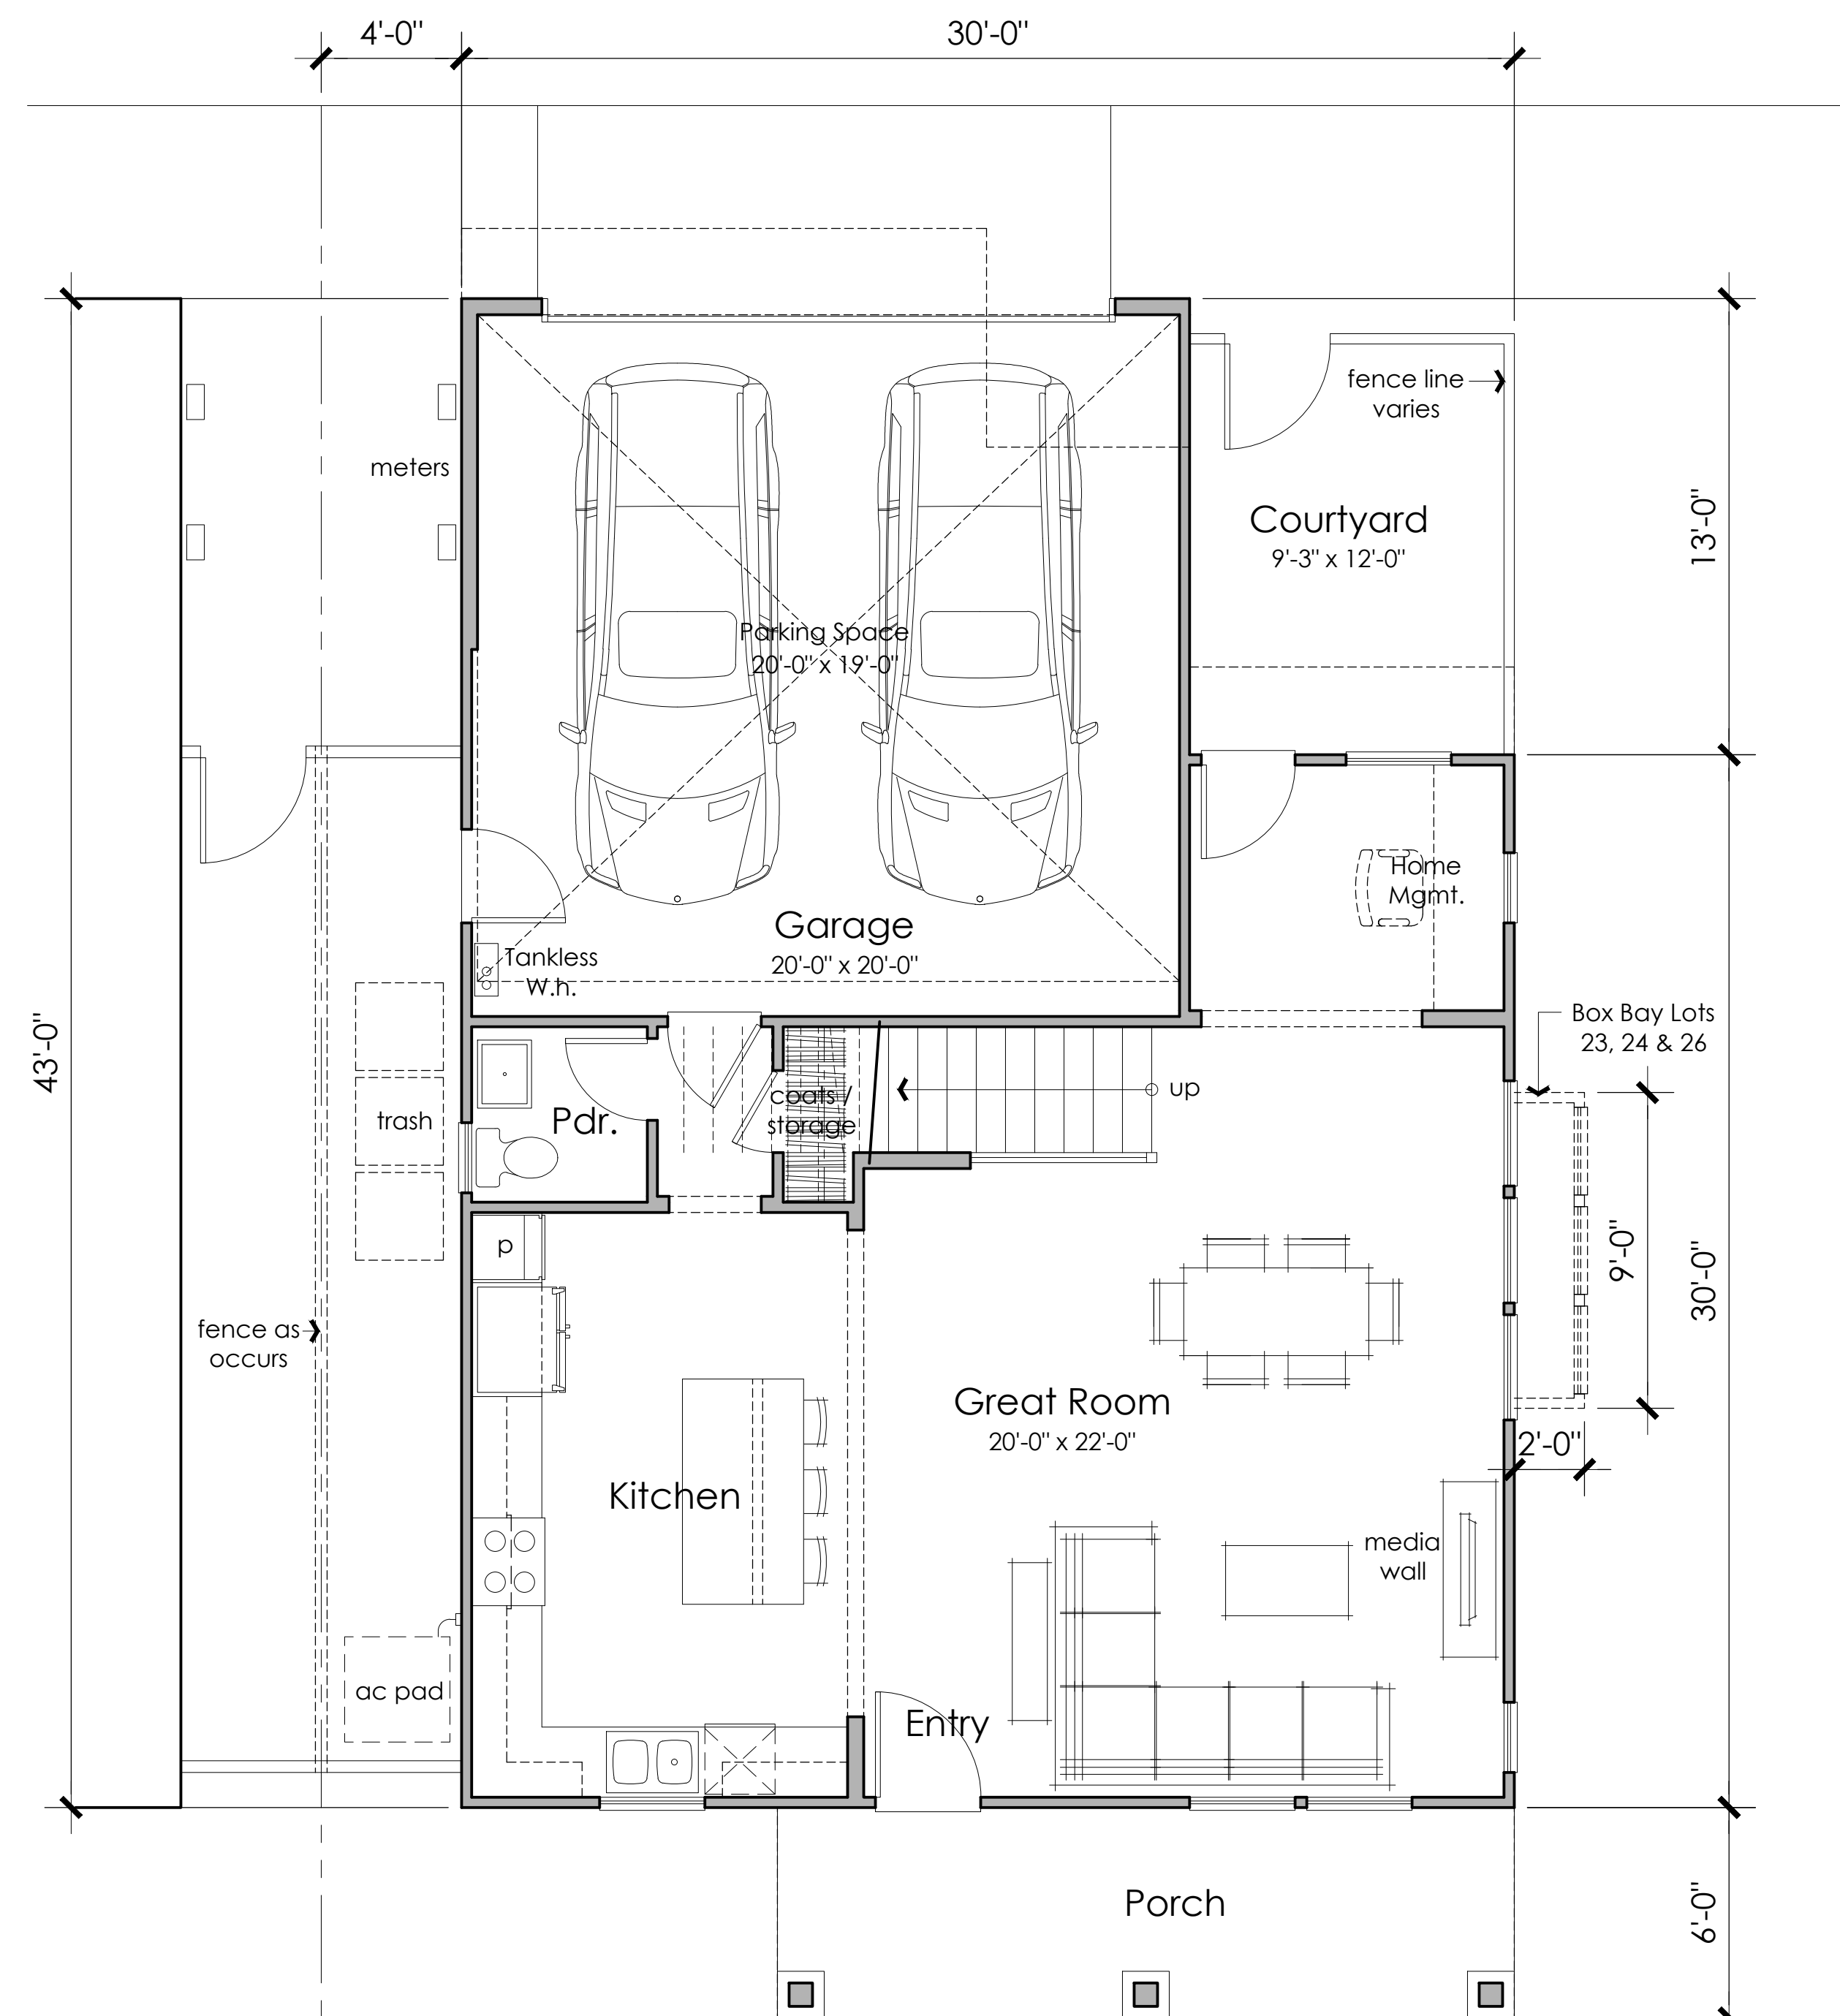 4'-0"
30'-0"
fence line
varies
meters
Courtyard
9'-3" x 12'-0"
13'-0"
Parking Space
20'-0" x 19'-0"
Home
Mgmt.
Garage
20'-0" x 20'-0"
Tankless
W.h.
Box Bay Lots
23, 24 & 26
43'-0"
coats /
storage
up
trash
Pdr.
p
9'-0"
30'-0"
fence as
occurs
Great Room
20'-0" x 22'-0"
2'-0"
Kitchen
media
wall
ac pad
Entry
Porch
6'-0"